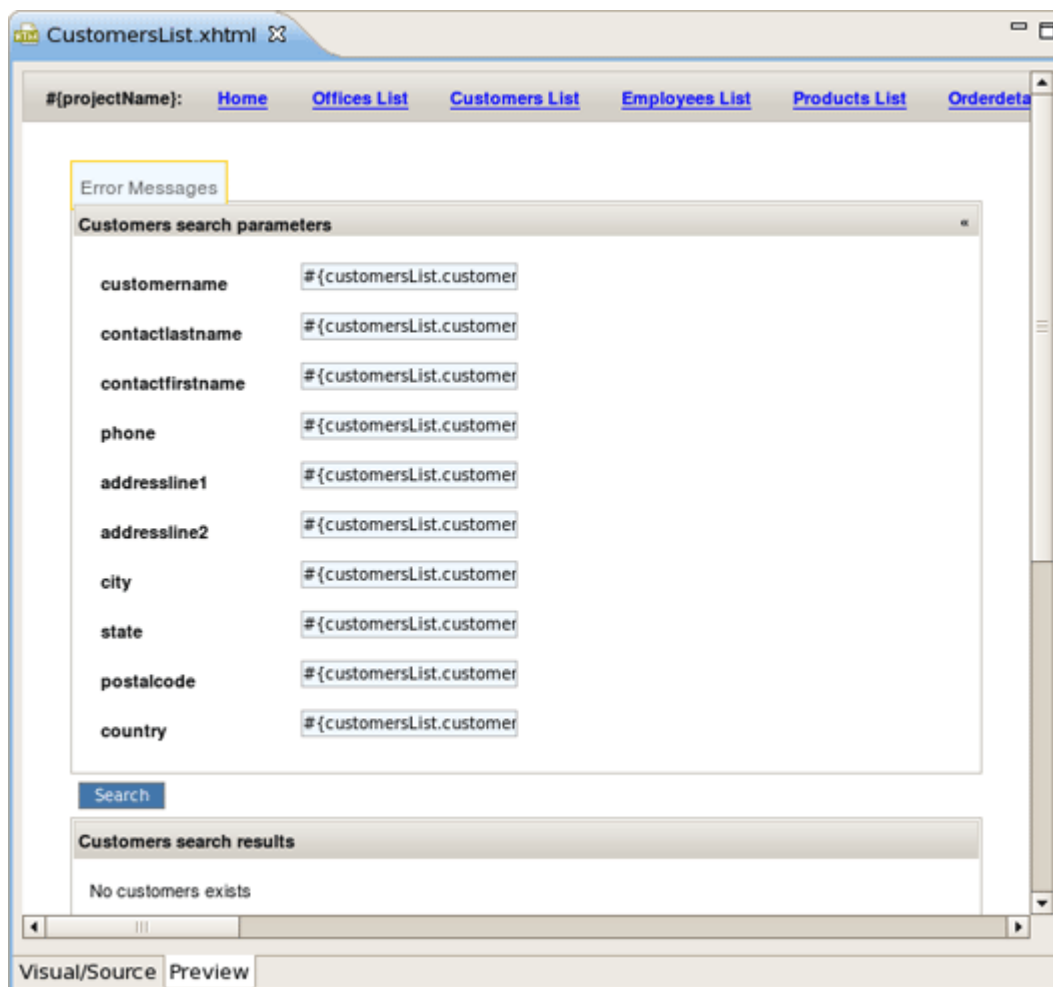 CustomersList.xhtml
#{projectName}: Home Offices List Customers List Employees List Products List Orderdeta
Error Messages
Customers search parameters «
customername #{customersList.customer
contactlastname #{customersList.customer
contactfirstname #{customersList.customer
phone #{customersList.customer
addressline1 #{customersList.customer
addressline2 #{customersList.customer
city #{customersList.customer
state #{customersList.customer
postalcode #{customersList.customer
country #{customersList.customer
Search
Customers search results
No customers exists
Visual/Source Preview